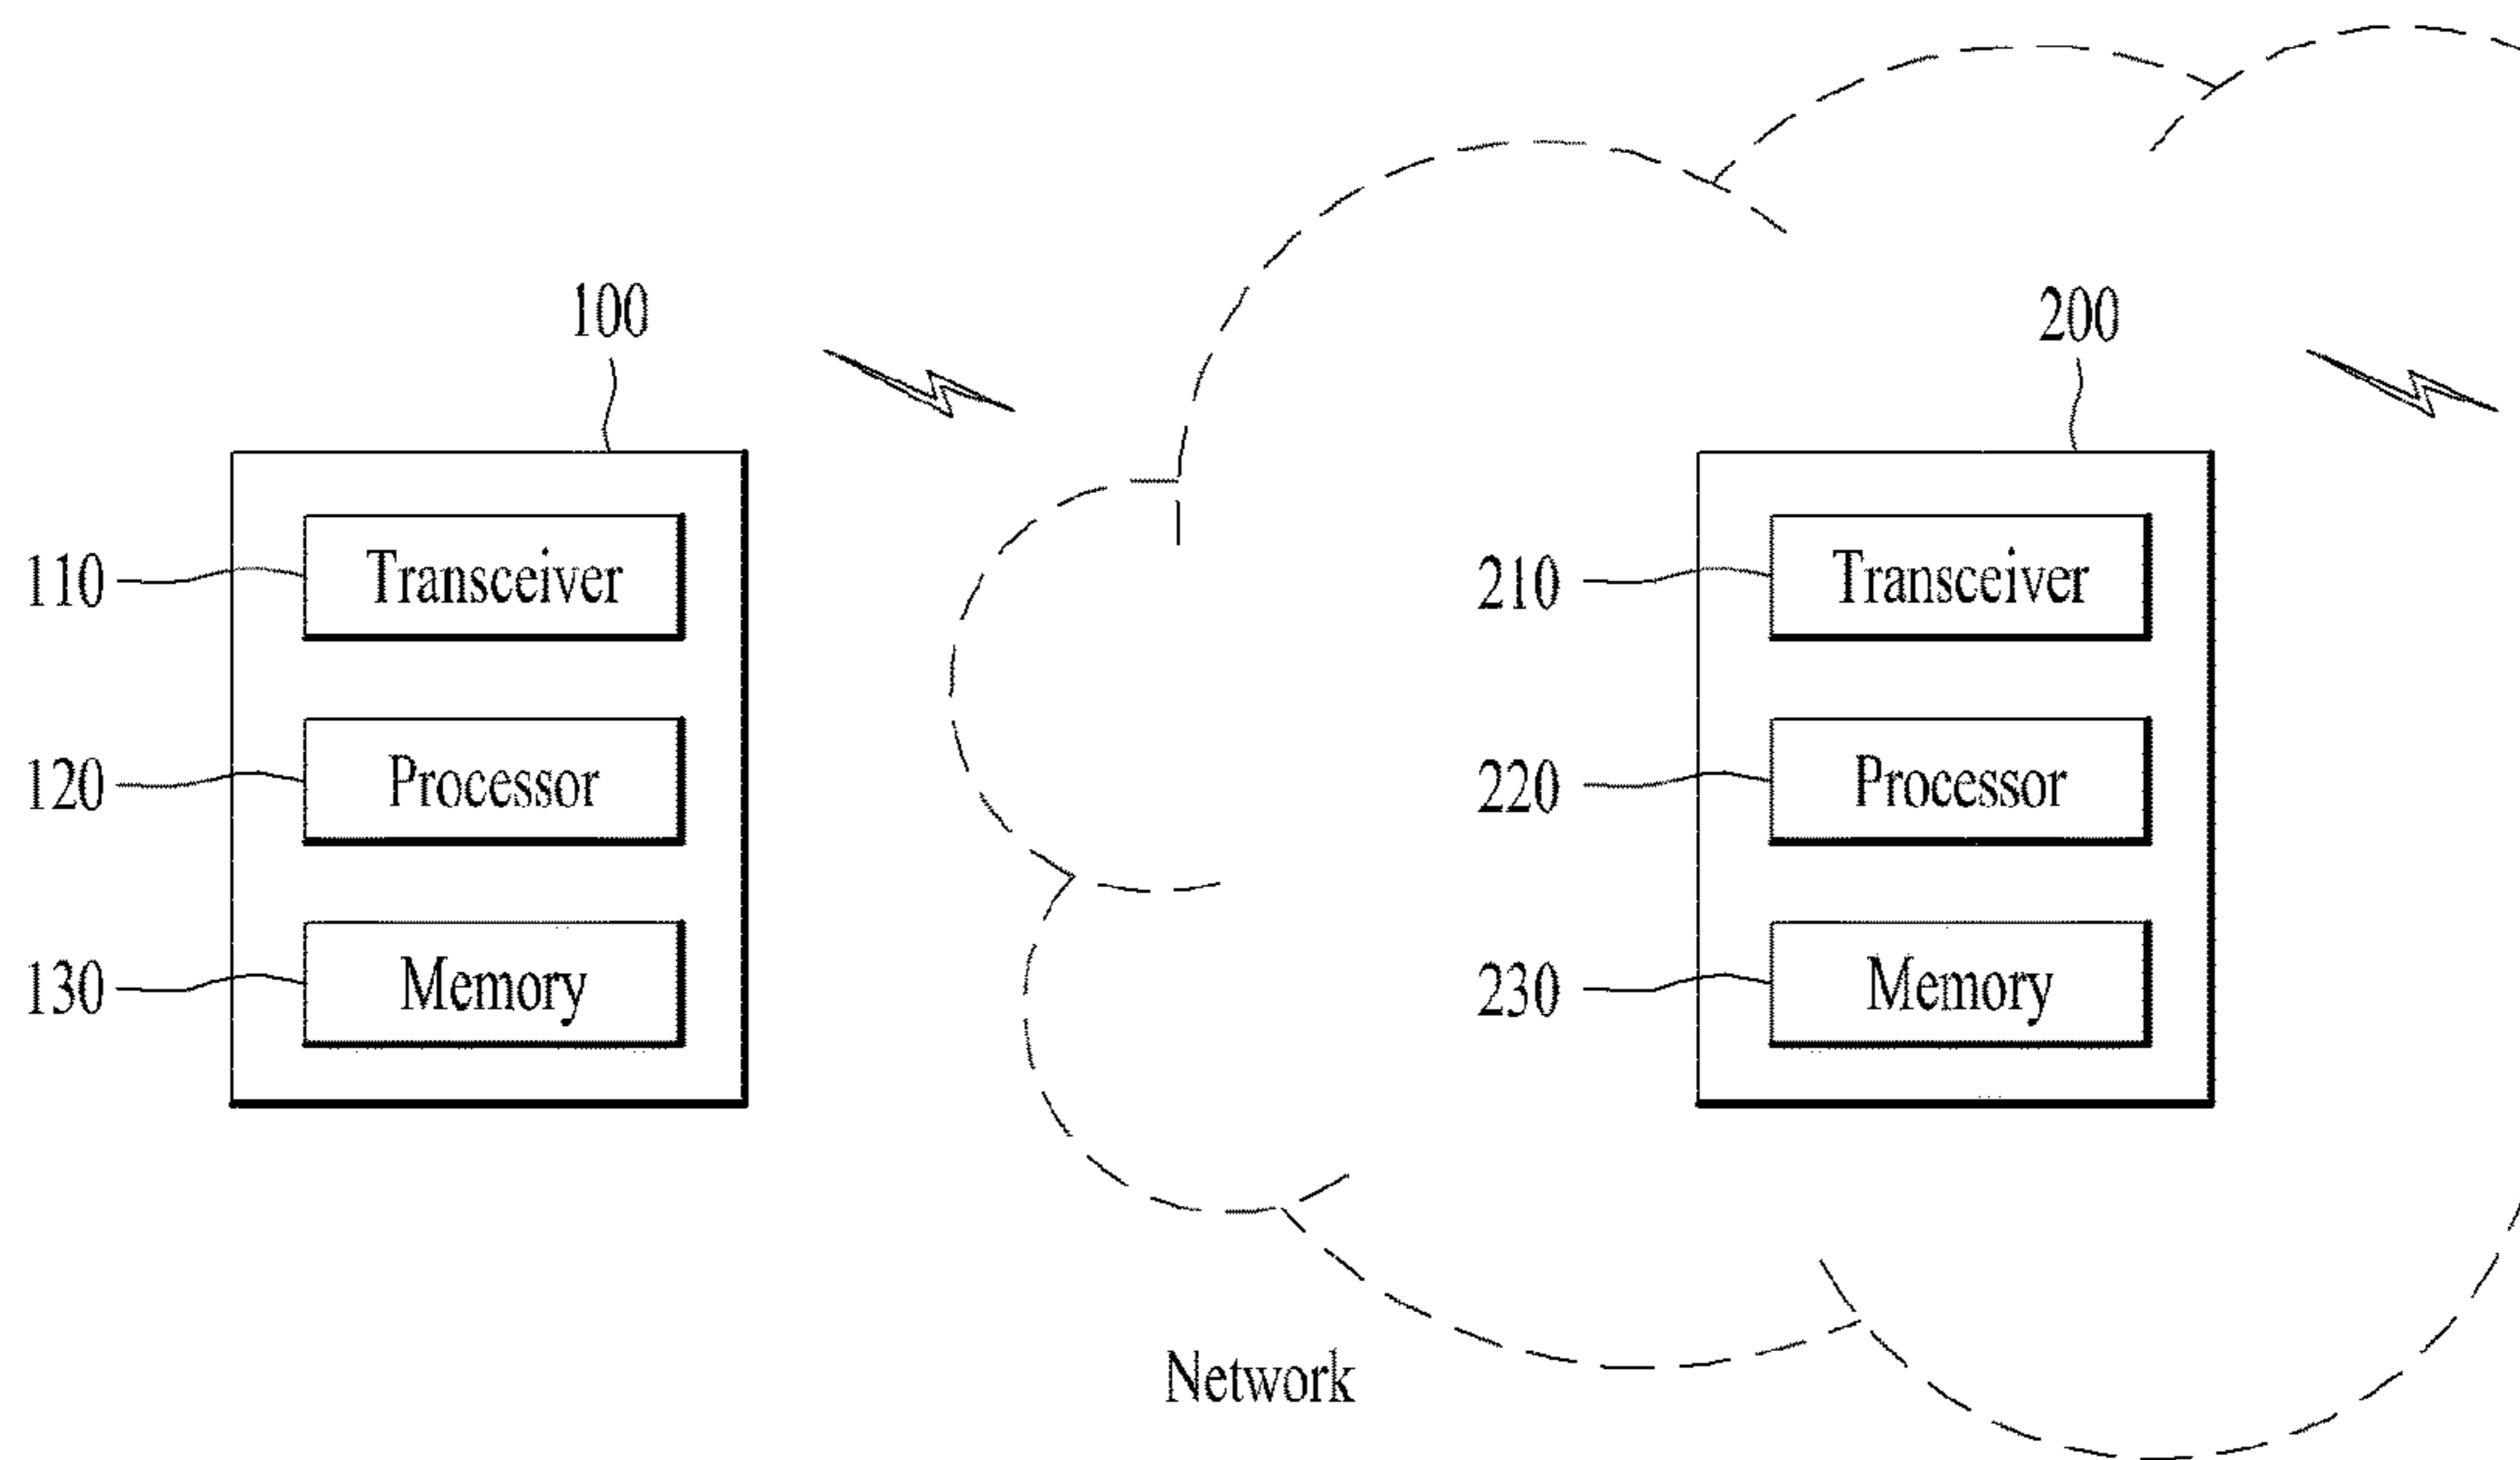 100
200
110
Transceiver
210
Transceiver
120
Processor
220
Processor
130
Memory
230
Memory
Network